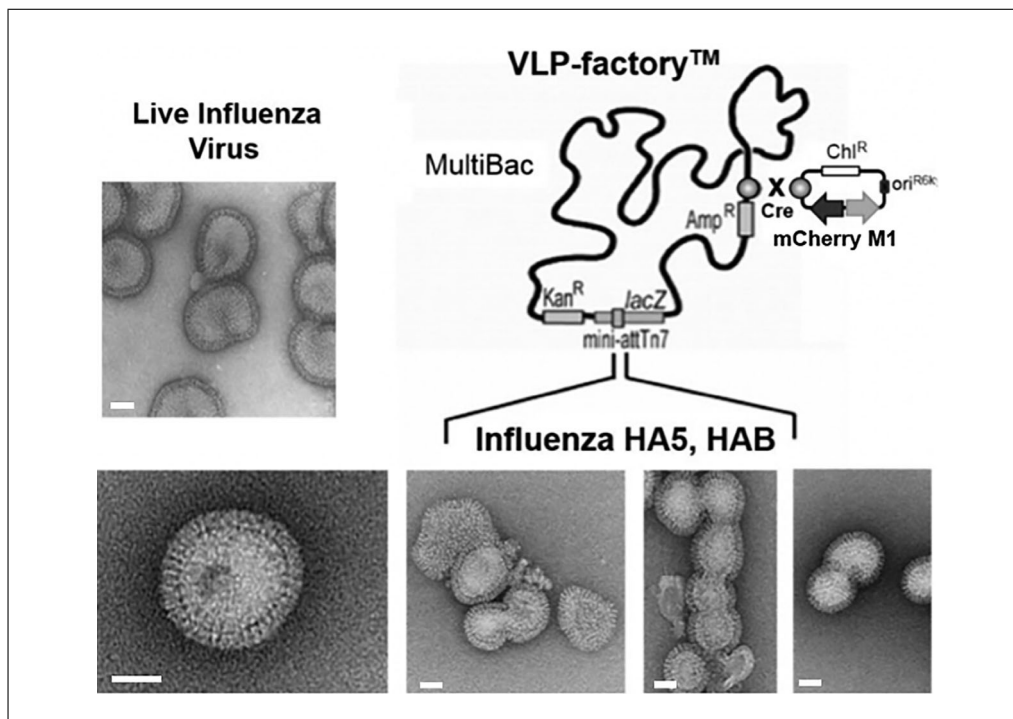 VLP-factory™
Live Influenza
Virus
MultiBac
Chl^R
ori^R6kγ
X
Cre
Amp^R
mCherry M1
Kan^R
lacZ
mini-attTn7
Influenza HA5, HAB